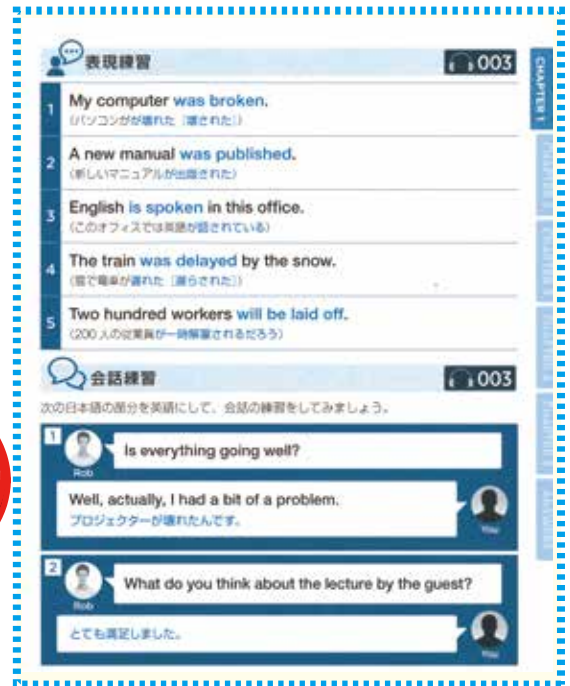 表現練習 003
CHAPTER 1
1 My computer was broken.
(パソコンがが壊れた［壊された］)
2 A new manual was published.
(新しいマニュアルが出版された)
3 English is spoken in this office.
(このオフィスでは英語が話されている)
4 The train was delayed by the snow.
(雪で電車が遅れた［遅らされた］)
5 Two hundred workers will be laid off.
(200 人の従業員が一時解雇されるだろう)
会話練習 003
次の日本語の部分を英語にして、会話の練習をしてみましょう。
1
Is everything going well?
Rob
Well, actually, I had a bit of a problem.
プロジェクターが壊れたんです。
You
2
What do you think about the lecture by the guest?
Rob
とても満足しました。
You